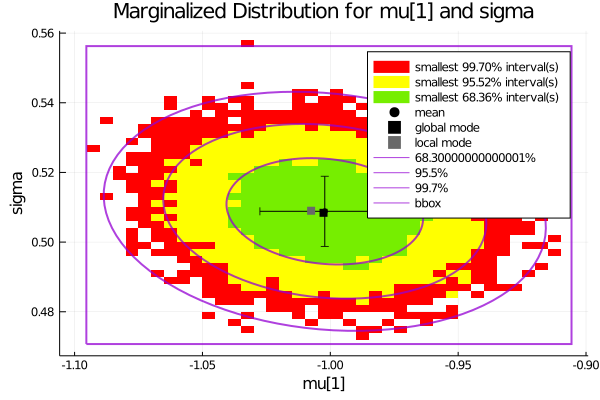 Marginalized Distribution for mu[1] and sigma
0.56
0.54
0.52
0.50
0.48
sigma
smallest 99.70% interval(s)
smallest 95.52% interval(s)
smallest 68.36% interval(s)
mean
global mode
local mode
68.30000000000001%
95.5%
99.7%
bbox
-1.10
-1.05
-1.00
-0.95
-0.90
mu[1]